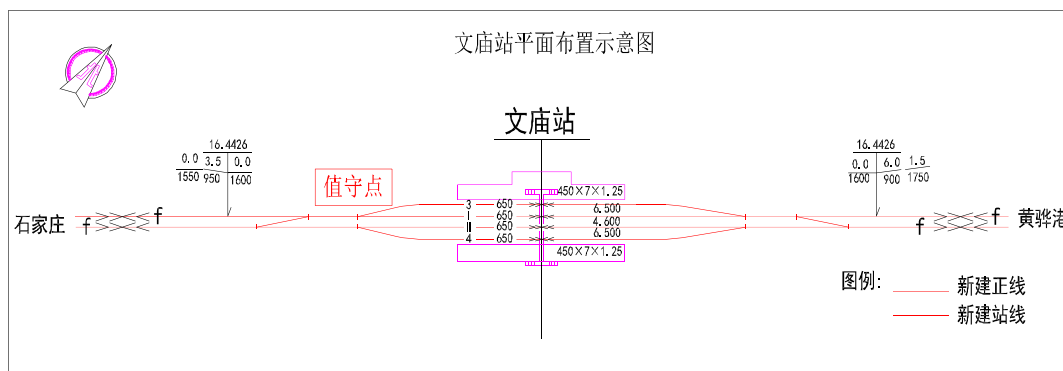 文庙站平面布置示意图
文庙站
16.4426
0.0 3.5 0.0
1550 950 1600
16.4426
0.0 6.0 1.5
1600 900 1750
值守点
450×7×1.25
3 650 6.500
Ⅰ 650 4.600
Ⅱ 650 6.500
4 650
450×7×1.25
石家庄 f f
f f 黄骅港
图例:
新建正线
新建站线